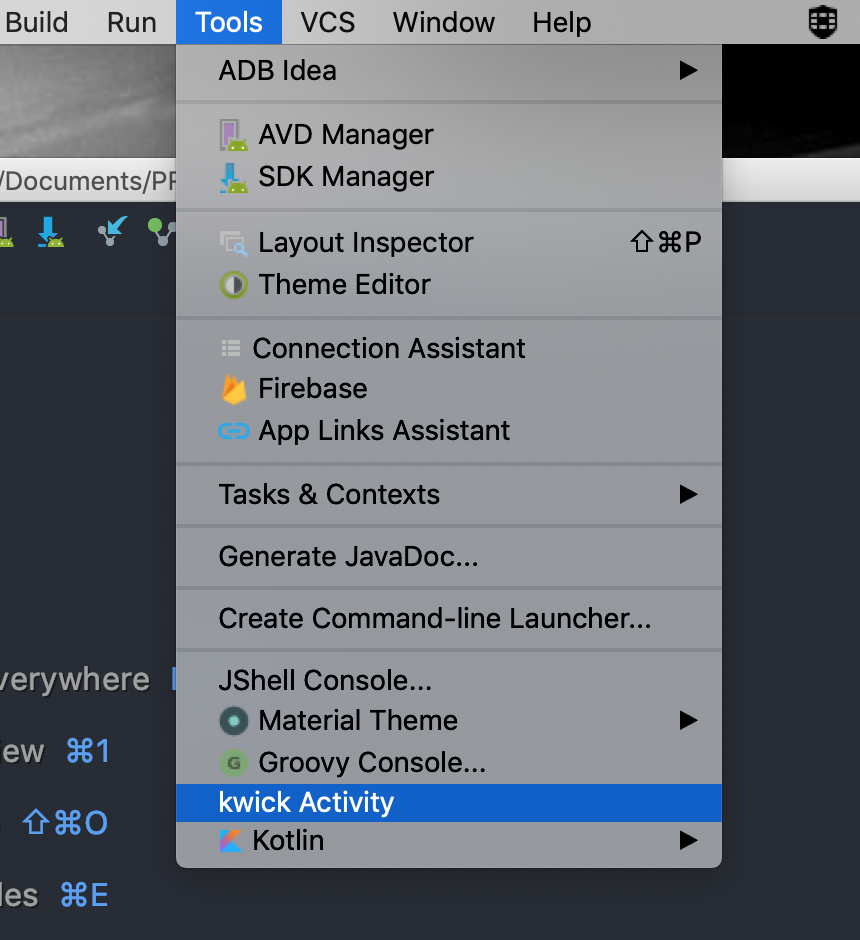 Build Run Tools VCS Window Help
ADB Idea
AVD Manager
/Documents/PR
SDK Manager
Layout Inspector ⇧⌘P
Theme Editor
Connection Assistant
Firebase
App Links Assistant
Tasks & Contexts
Generate JavaDoc...
Create Command-line Launcher...
verywhere
JShell Console...
Material Theme
iew ⌘1
G Groovy Console...
kwick Activity
⇧⌘O
Kotlin
les ⌘E